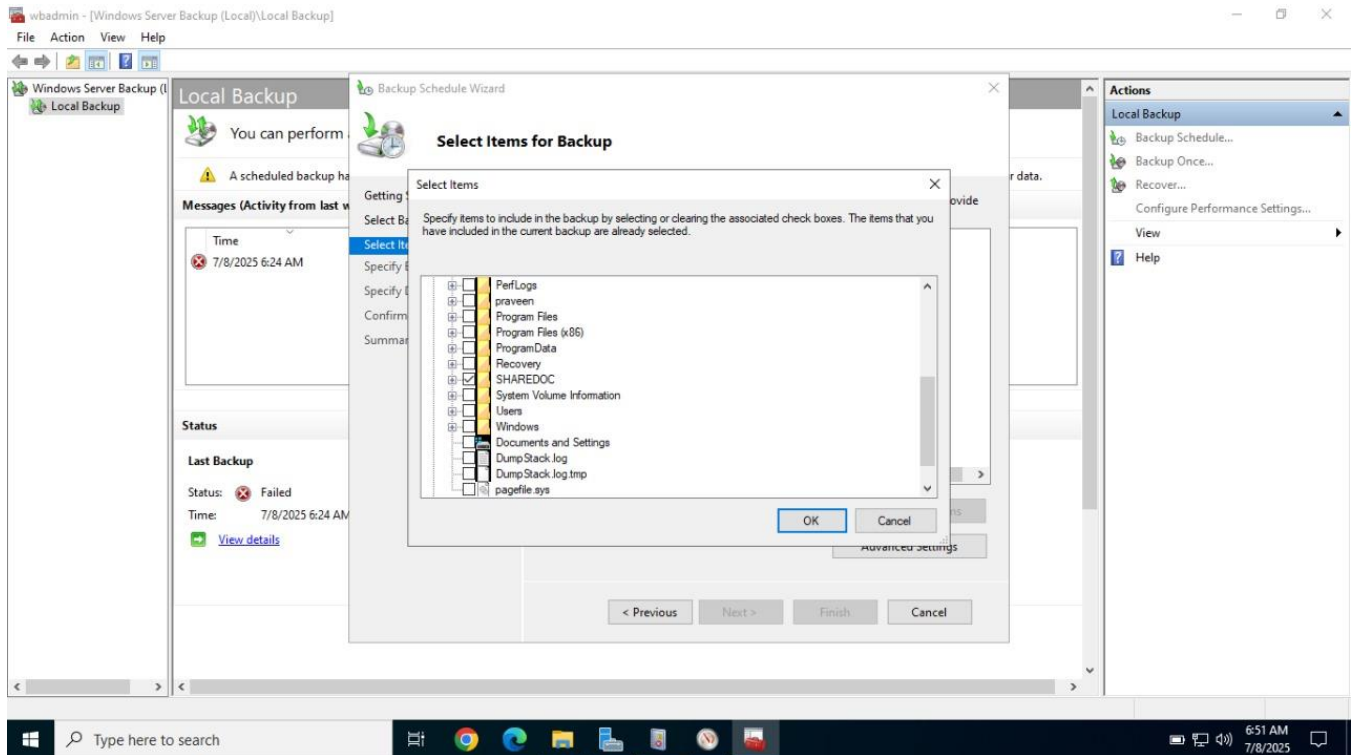 wbadmin - [Windows Server Backup (Local)\Local Backup]
File Action View Help
Windows Server Backup (L
Local Backup
Local Backup
You can perform
A scheduled backup ha
r data.
Messages (Activity from last w
Time
7/8/2025 6:24 AM
Status
Last Backup
Status: Failed
Time: 7/8/2025 6:24 AM
View details
Backup Schedule Wizard
Select Items for Backup
Getting
Select Ba
Select Ite
Specify
Specify
Confirm
Summar
ovide
Select Items
Specify items to include in the backup by selecting or clearing the associated check boxes. The items that you
have included in the current backup are already selected.
PerfLogs
praveen
Program Files
Program Files (x86)
ProgramData
Recovery
SHAREDOC
System Volume Information
Users
Windows
Documents and Settings
DumpStack.log
DumpStack.log.tmp
pagefile.sys
OK Cancel
ns
Advanced Settings
< Previous Next > Finish Cancel
Actions
Local Backup
Backup Schedule...
Backup Once...
Recover...
Configure Performance Settings...
View
Help
Type here to search
6:51 AM
7/8/2025